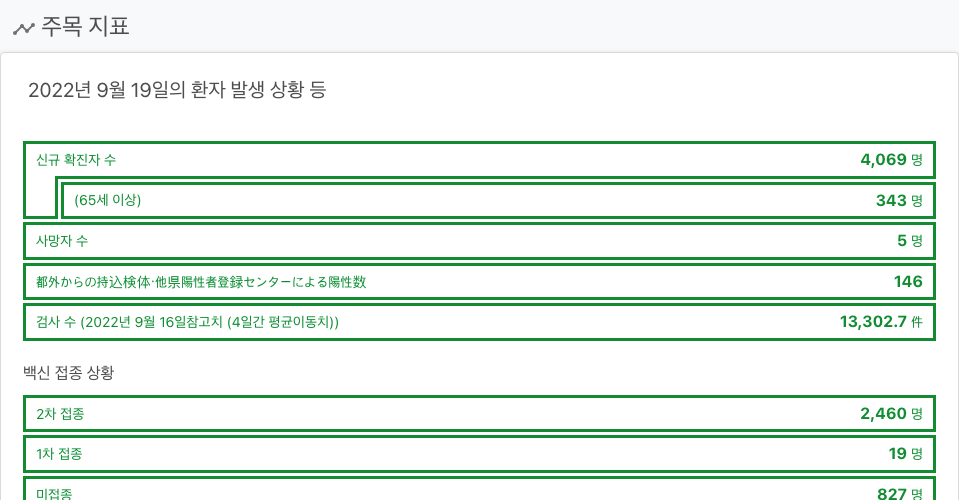 주목 지표
2022년 9월 19일의 환자 발생 상황 등
신규 확진자 수 4,069 명
(65세 이상) 343 명
사망자 수 5 명
都外からの持込検体·他県陽性者登録センターによる陽性数 146
검사 수 (2022년 9월 16일참고치 (4일간 평균이동치)) 13,302.7 件
백신 접종 상황
2차 접종 2,460 명
1차 접종 19 명
미접종 827 명